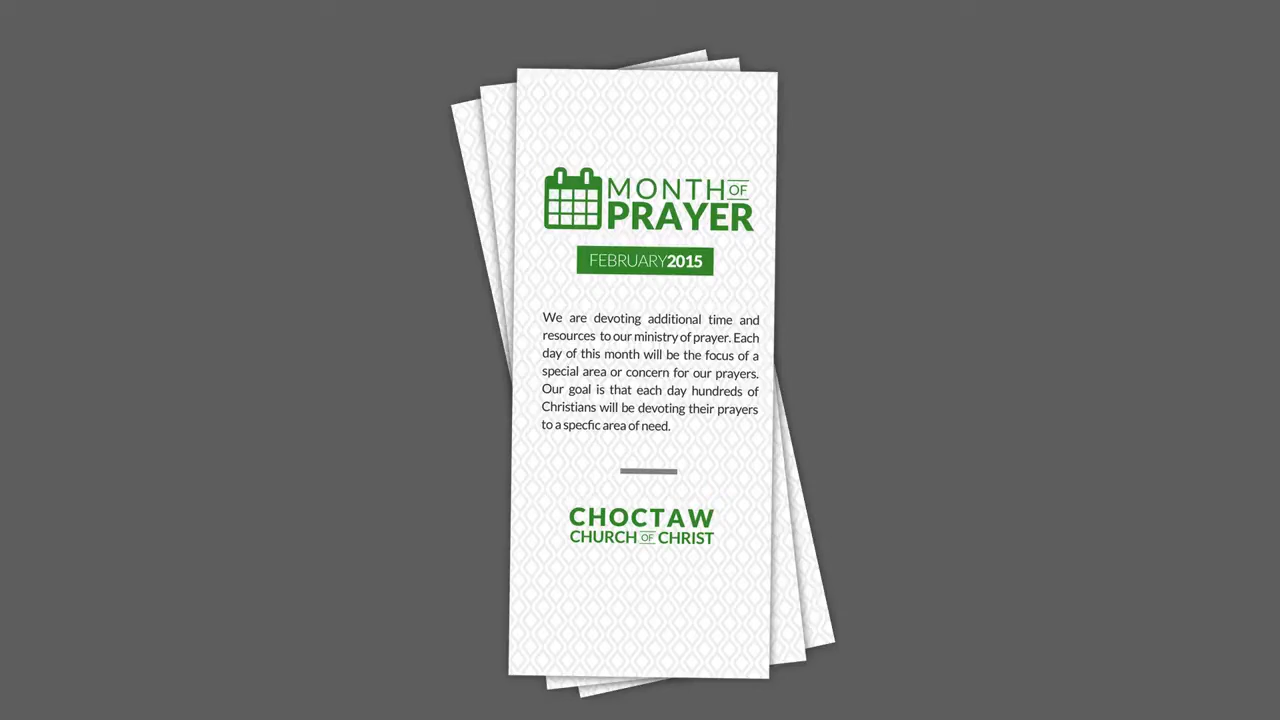 MONTH OF
PRAYER
FEBRUARY2015
We are devoting additional time and
resources to our ministry of prayer. Each
day of this month will be the focus of a
special area or concern for our prayers.
Our goal is that each day hundreds of
Christians will be devoting their prayers
to a specfic area of need.
CHOCTAW
CHURCH OF CHRIST